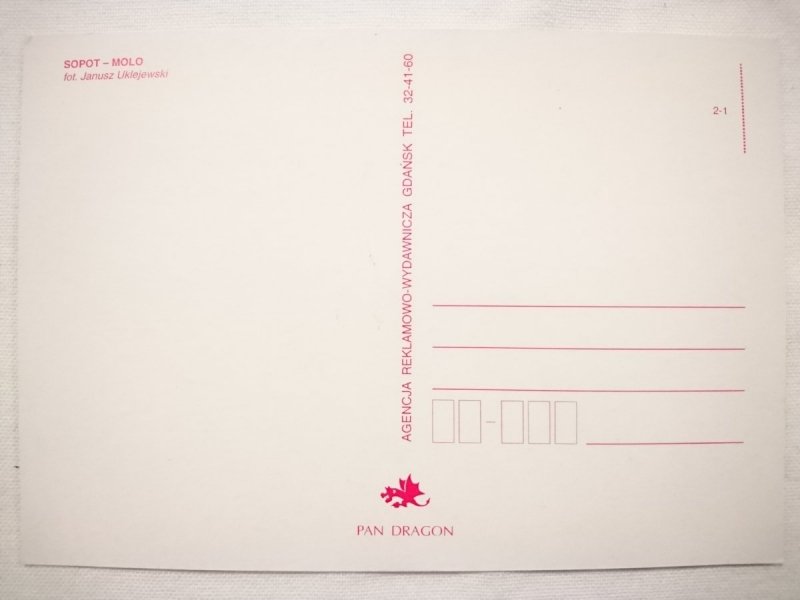 SOPOT – MOLO
fot. Janusz Uklejewski
AGENCJA REKLAMOWO-WYDAWNICZA GDAŃSK TEL. 32-41-60
2-1
–
PAN DRAGON